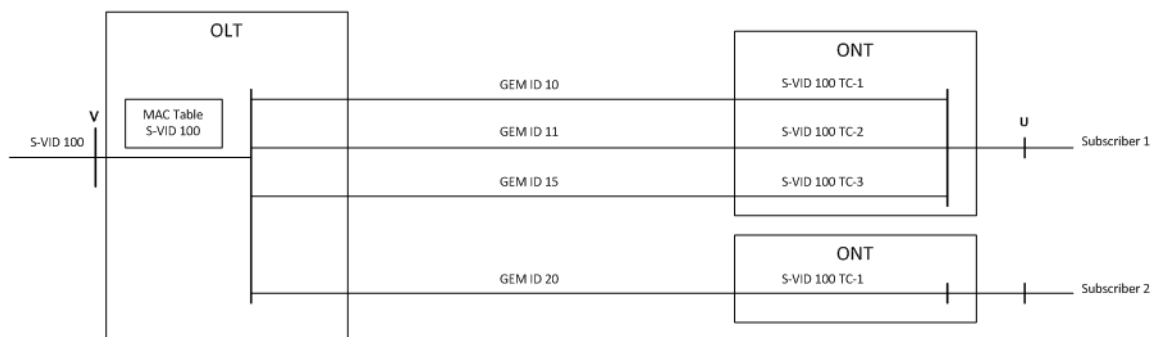 OLT
ONT
V
MAC Table
S-VID 100
S-VID 100
GEM ID 10
S-VID 100 TC-1
GEM ID 11
S-VID 100 TC-2
U
Subscriber 1
GEM ID 15
S-VID 100 TC-3
ONT
GEM ID 20
S-VID 100 TC-1
Subscriber 2